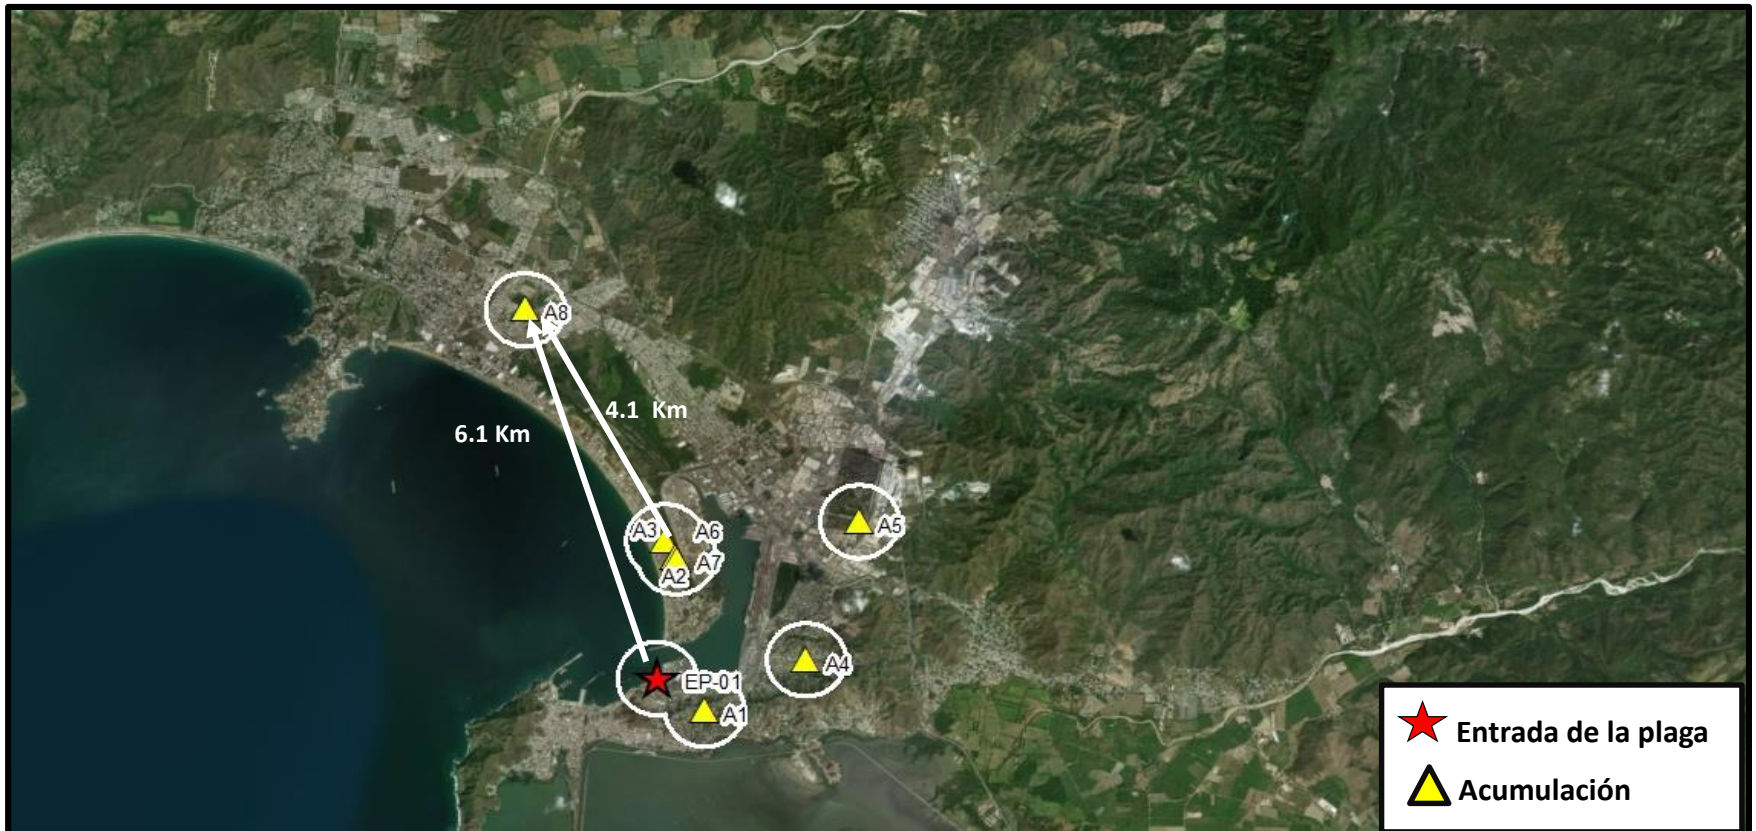 A8
4.1 Km
6.1 Km
A3
A6
A5
A7
A2
A4
EP-01
A1
Entrada de la plaga
Acumulación